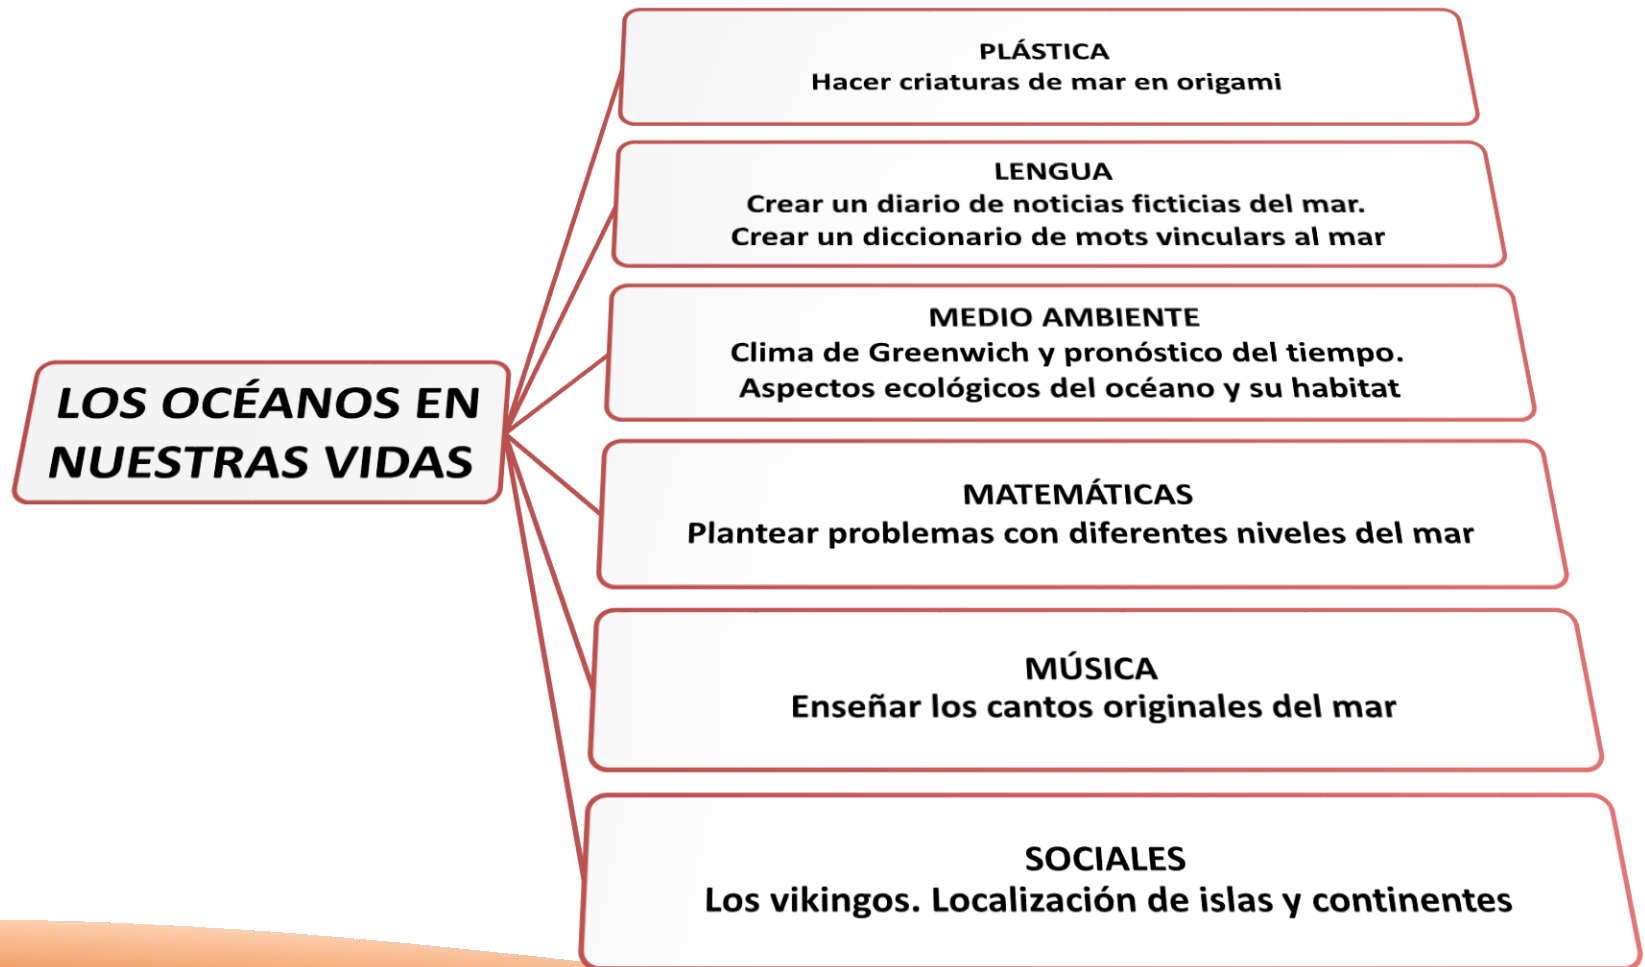 LOS OCÉANOS EN
NUESTRAS VIDAS
PLÁSTICA
Hacer criaturas de mar en origami
LENGUA
Crear un diario de noticias ficticias del mar.
Crear un diccionario de mots vinculars al mar
MEDIO AMBIENTE
Clima de Greenwich y pronóstico del tiempo.
Aspectos ecológicos del océano y su habitat
MATEMÁTICAS
Plantear problemas con diferentes niveles del mar
MÚSICA
Enseñar los cantos originales del mar
SOCIALES
Los vikingos. Localización de islas y continentes